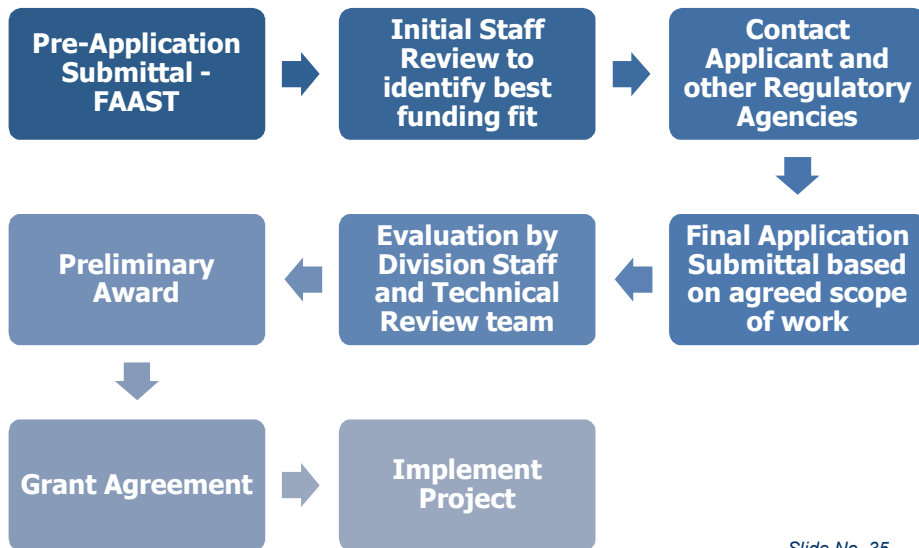 Pre-Application
Submittal -
FAAST
Initial Staff
Review to
identify best
funding fit
Contact
Applicant and
other Regulatory
Agencies
Final Application
Submittal based
on agreed scope
of work
Evaluation by
Division Staff
and Technical
Review team
Preliminary
Award
Grant Agreement
Implement
Project
Slide No. 35